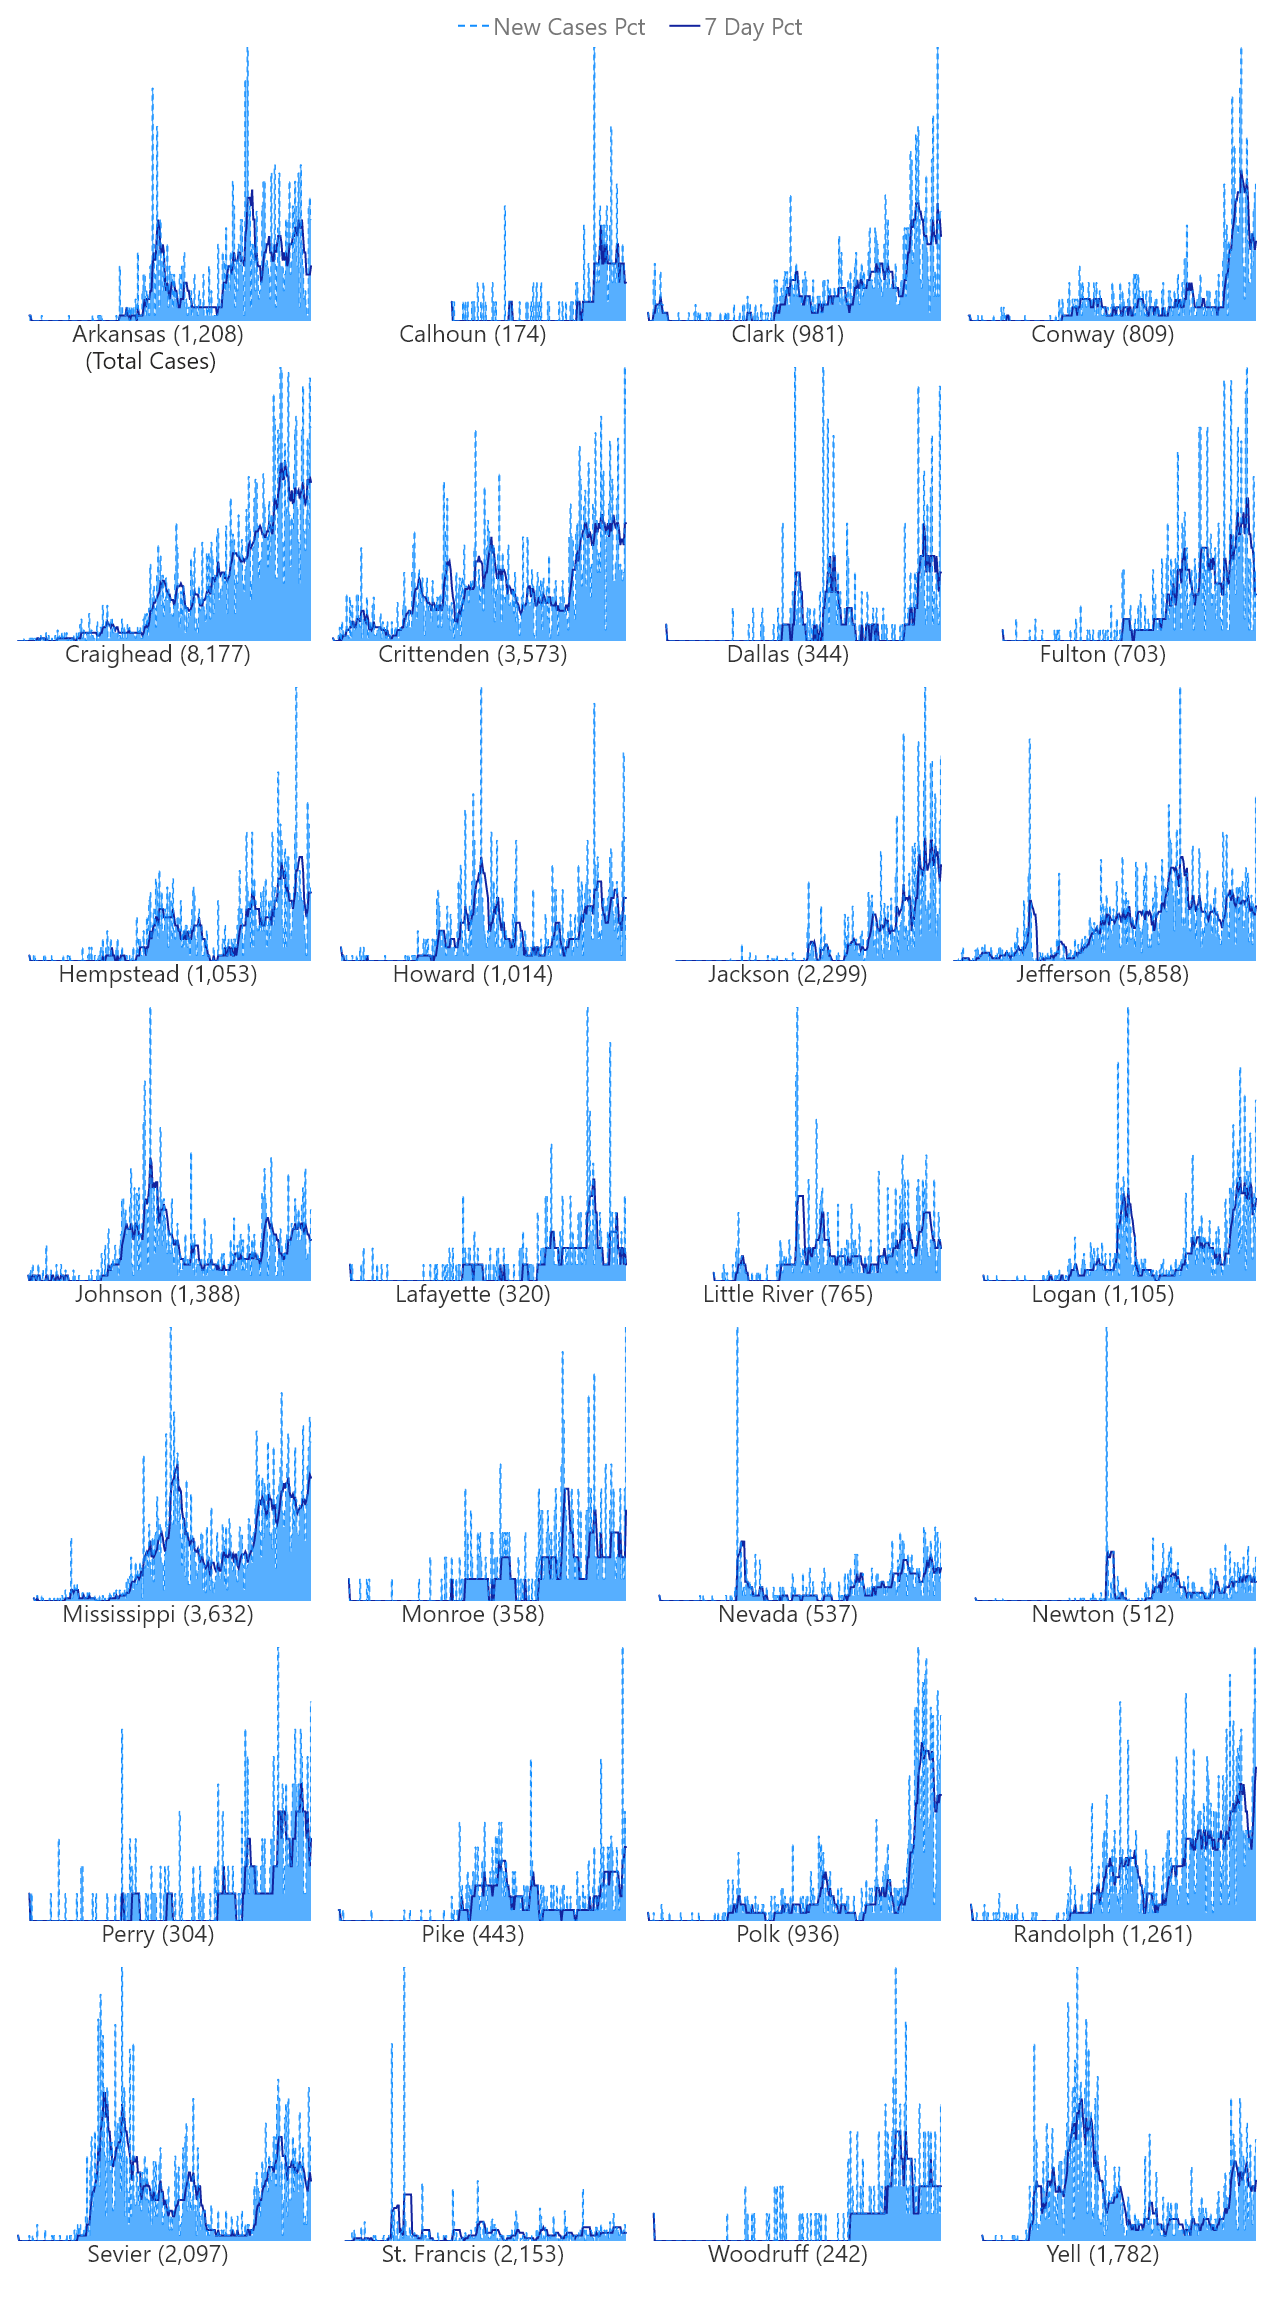 New Cases Pct 7 Day Pct
Arkansas (1,208) Calhoun (174) Clark (981) Conway (809)
(Total Cases)
Craighead (8,177) Crittenden (3,573) Dallas (344) Fulton (703)
Hempstead (1,053) Howard (1,014) Jackson (2,299) Jefferson (5,858)
Johnson (1,388) Lafayette (320) Little River (765) Logan (1,105)
Mississippi (3,632) Monroe (358) Nevada (537) Newton (512)
Perry (304) Pike (443) Polk (936) Randolph (1,261)
Sevier (2,097) St. Francis (2,153) Woodruff (242) Yell (1,782)